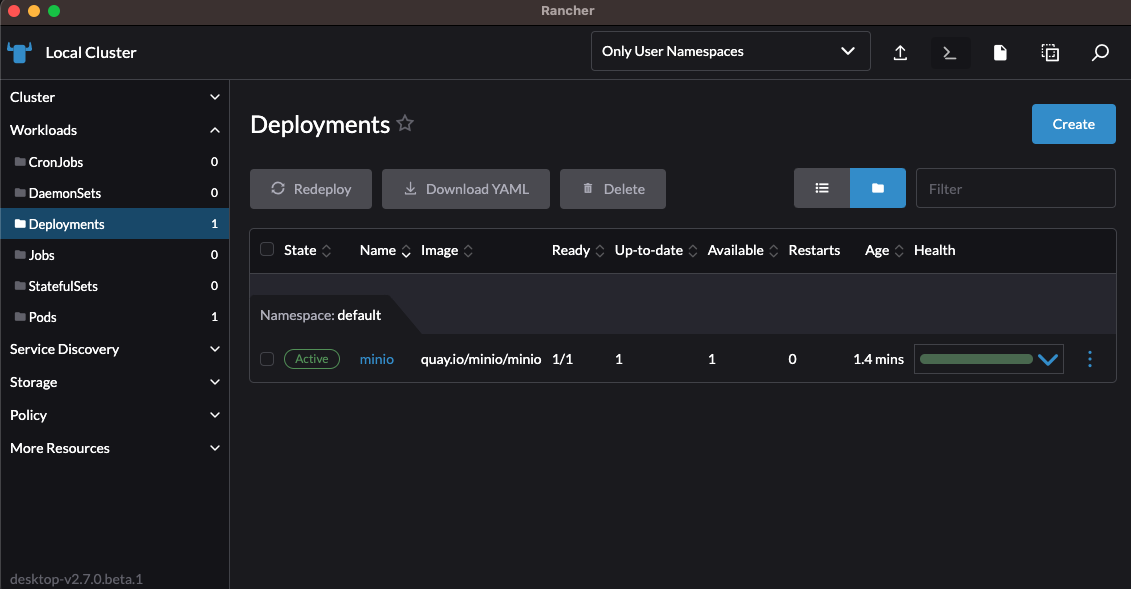 Rancher
Local Cluster
Only User Namespaces
Cluster
Workloads
CronJobs 0
DaemonSets 0
Deployments 1
Jobs 0
StatefulSets 0
Pods 1
Service Discovery
Storage
Policy
More Resources
desktop-v2.7.0.beta.1
Deployments
Create
Redeploy Download YAML Delete Filter
State Name Image Ready Up-to-date Available Restarts Age Health
Namespace: default
Active minio quay.io/minio/minio 1/1 1 1 0 1.4 mins